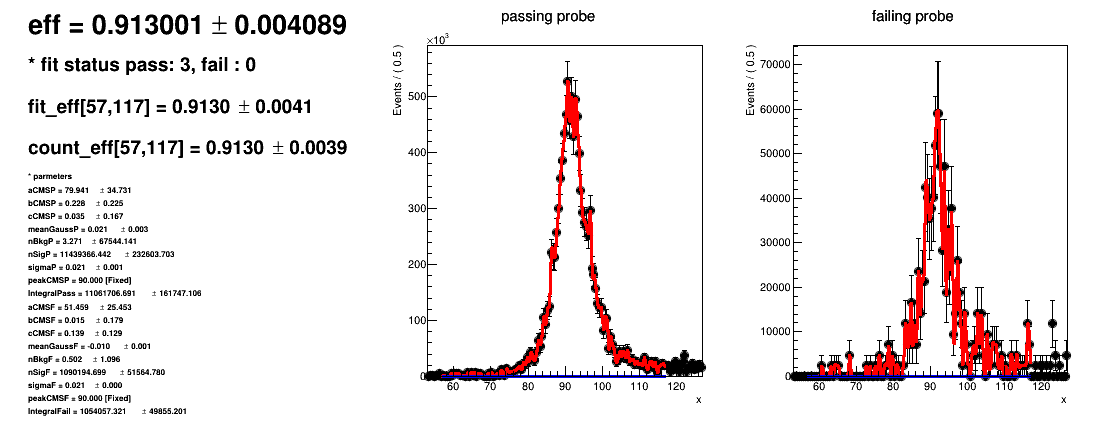 eff = 0.913001 ± 0.004089
* fit status pass: 3, fail : 0
fit_eff[57,117] = 0.9130 ± 0.0041
count_eff[57,117] = 0.9130 ± 0.0039
* parmeters
aCMSP = 79.941 ± 34.731
bCMSP = 0.228 ± 0.225
cCMSP = 0.035 ± 0.167
meanGaussP = 0.021 ± 0.003
nBkgP = 3.271 ± 67544.141
nSigP = 11439366.442 ± 232603.703
sigmaP = 0.021 ± 0.001
peakCMSP = 90.000 [Fixed]
IntegralPass = 11061706.691 ± 161747.106
aCMSF = 51.459 ± 25.453
bCMSF = 0.015 ± 0.179
cCMSF = 0.139 ± 0.129
meanGaussF = -0.010 ± 0.001
nBkgF = 0.502 ± 1.096
nSigF = 1090194.699 ± 51564.780
sigmaF = 0.021 ± 0.000
peakCMSF = 90.000 [Fixed]
IntegralFail = 1054057.321 ± 49855.201
passing probe
×10³
Events / ( 0.5 )
500
400
300
200
100
0
60 70 80 90 100 110 120
x
failing probe
Events / ( 0.5 )
70000
60000
50000
40000
30000
20000
10000
0
60 70 80 90 100 110 120
x